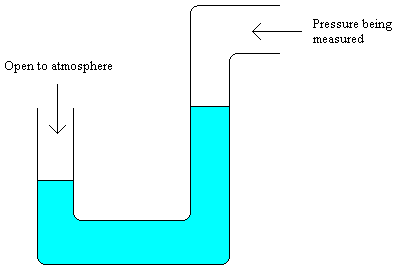 Pressure being
measured
Open to atmosphere